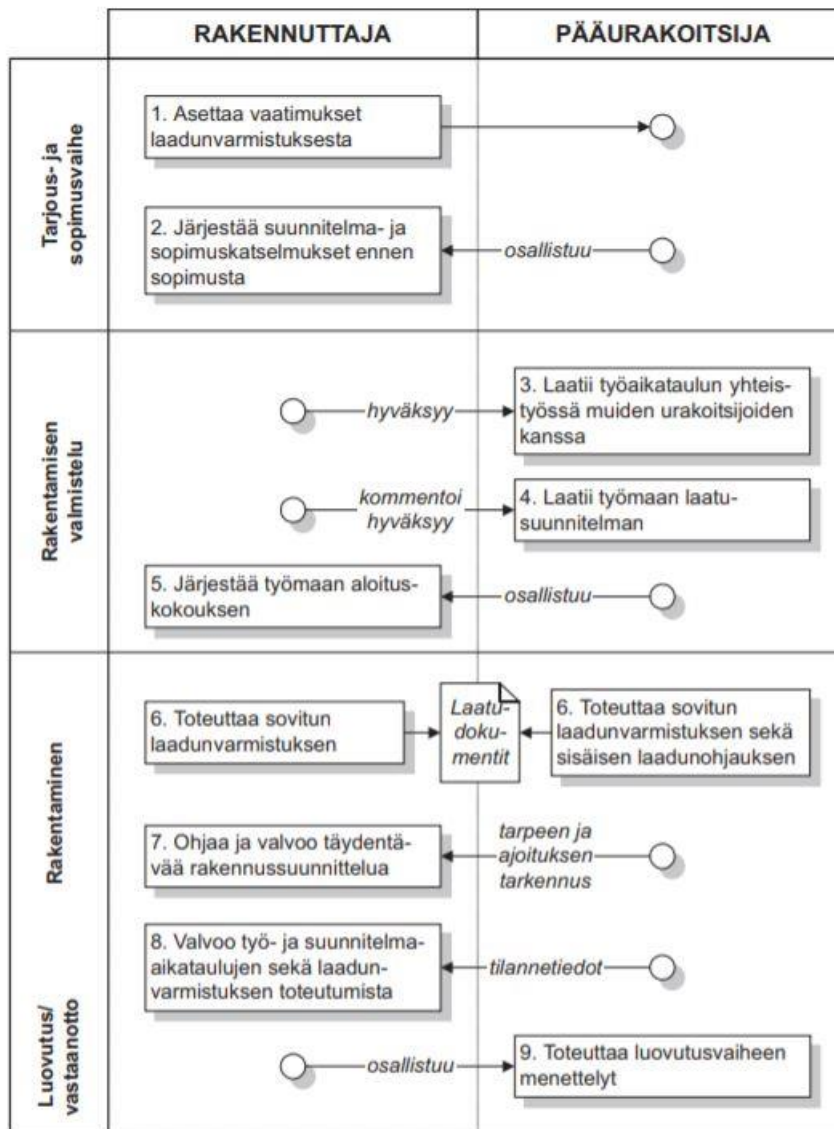 RAKENNUTTAJA
PÄÄURAKOITSIJA
Tarjous- ja
sopimusvaihe
1. Asettaa vaatimukset
laadunvarmistuksesta
2. Järjestää suunnitelma- ja
sopimuskatselmukset ennen
sopimusta
osallistuu
Rakentamisen
valmistelu
hyväksyy
3. Laatii työaikataulun yhteis-
työssä muiden urakoitsijoiden
kanssa
kommentoi
hyväksyy
4. Laatii työmaan laatu-
suunnitelman
5. Järjestää työmaan aloitus-
kokouksen
osallistuu
Rakentaminen
6. Toteuttaa sovitun
laadunvarmistuksen
Laatu-
doku-
mentit
6. Toteuttaa sovitun
laadunvarmistuksen sekä
sisäisen laadunohjauksen
7. Ohjaa ja valvoo täydentä-
vää rakennussuunnittelua
tarpeen ja
ajoituksen
tarkennus
8. Valvoo työ- ja suunnitelma-
aikataulujen sekä laadun-
varmistuksen toteutumista
tilannetiedot
Luovutus/
vastaanotto
osallistuu
9. Toteuttaa luovutusvaiheen
menettelyt